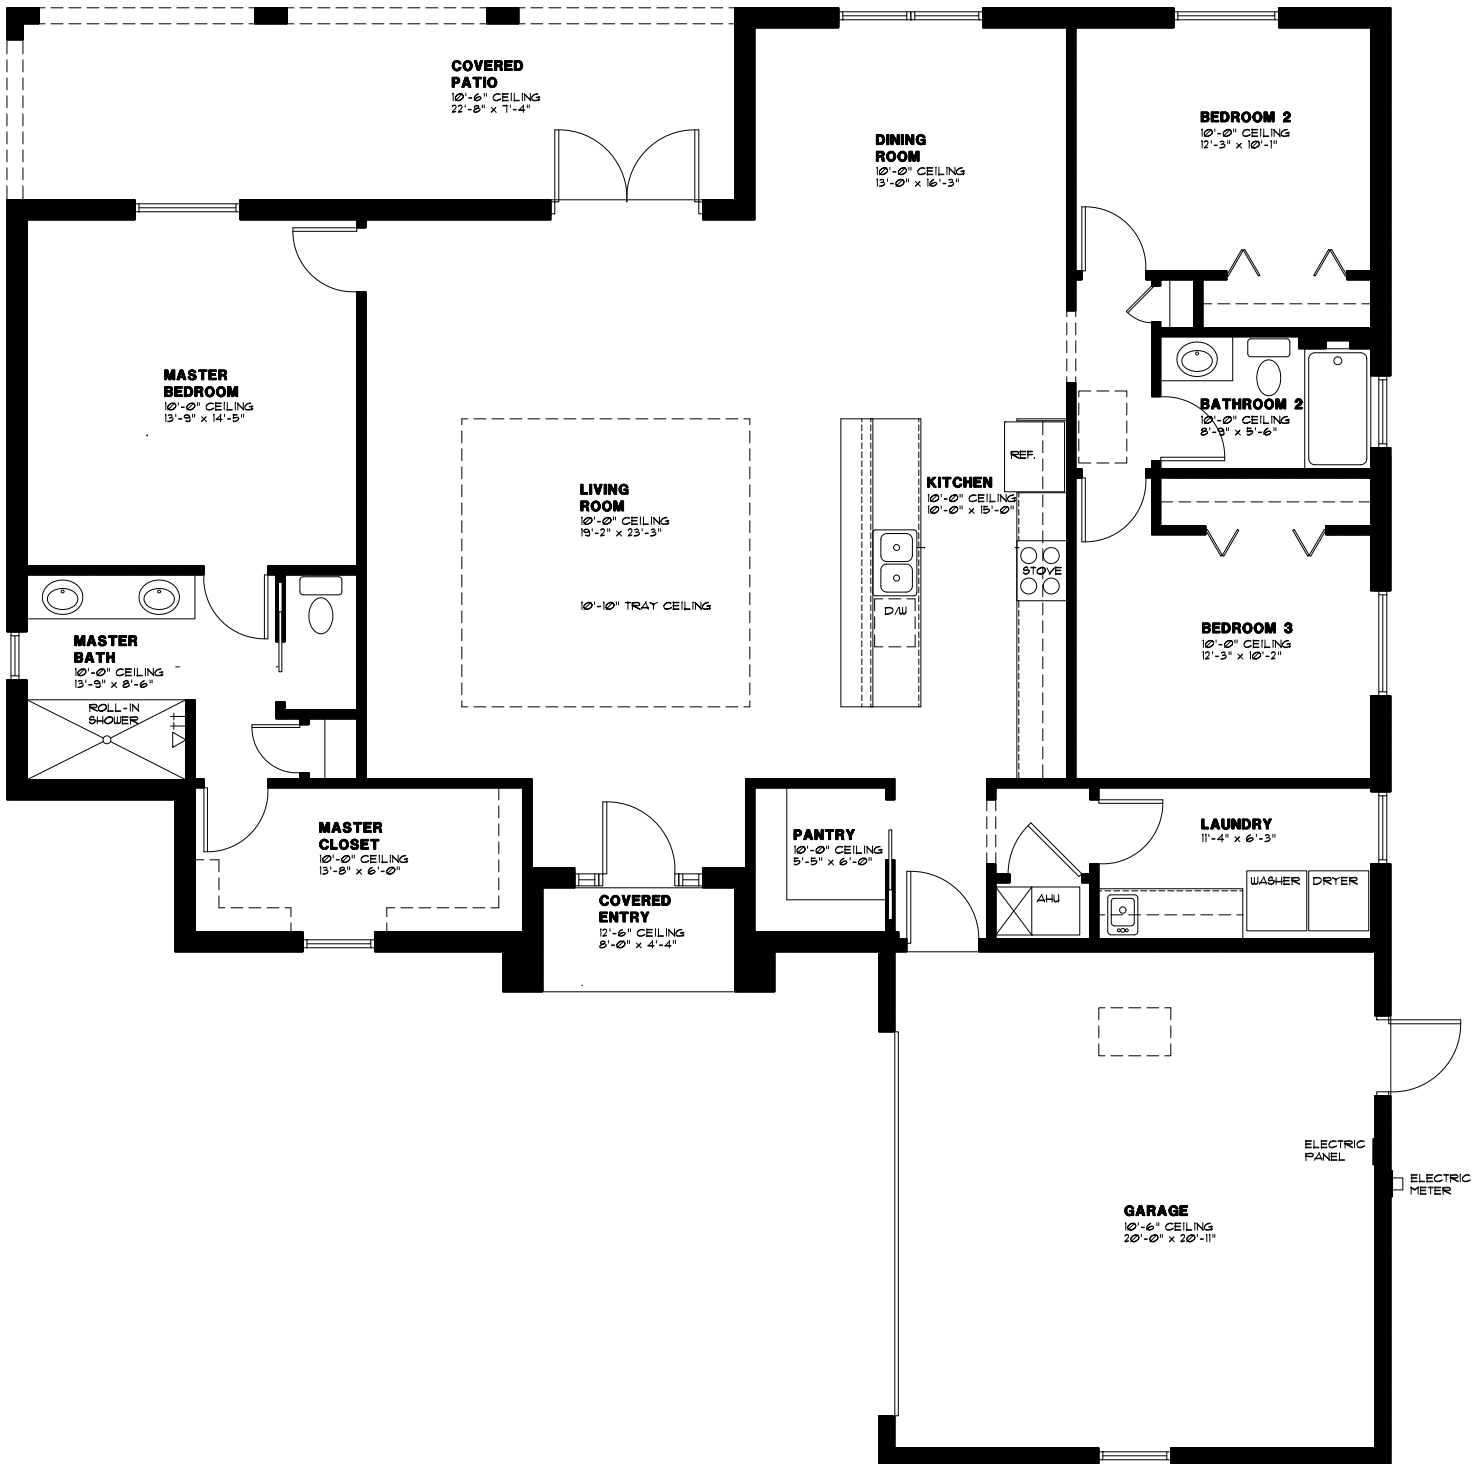 COVERED
PATIO
10'-6" CEILING
22'-8" x 7'-4"
DINING
ROOM
10'-0" CEILING
13'-0" x 16'-3"
BEDROOM 2
10'-0" CEILING
12'-3" x 10'-1"
MASTER
BEDROOM
10'-0" CEILING
13'-9" x 14'-5"
BATHROOM 2
10'-0" CEILING
8'-9" x 5'-6"
LIVING
ROOM
10'-0" CEILING
19'-2" x 23'-3"
10'-10" TRAY CEILING
KITCHEN
10'-0" CEILING
10'-0" x 15'-0"
REF.
STOVE
D/W
BEDROOM 3
10'-0" CEILING
12'-3" x 10'-2"
MASTER
BATH
10'-0" CEILING
13'-9" x 8'-6"
ROLL-IN
SHOWER
MASTER
CLOSET
10'-0" CEILING
13'-8" x 6'-0"
PANTRY
10'-0" CEILING
5'-5" x 6'-0"
LAUNDRY
11'-4" x 6'-3"
WASHER
DRYER
AHU
COVERED
ENTRY
12'-6" CEILING
8'-0" x 4'-4"
ELECTRIC
PANEL
ELECTRIC
METER
GARAGE
10'-6" CEILING
20'-0" x 20'-11"